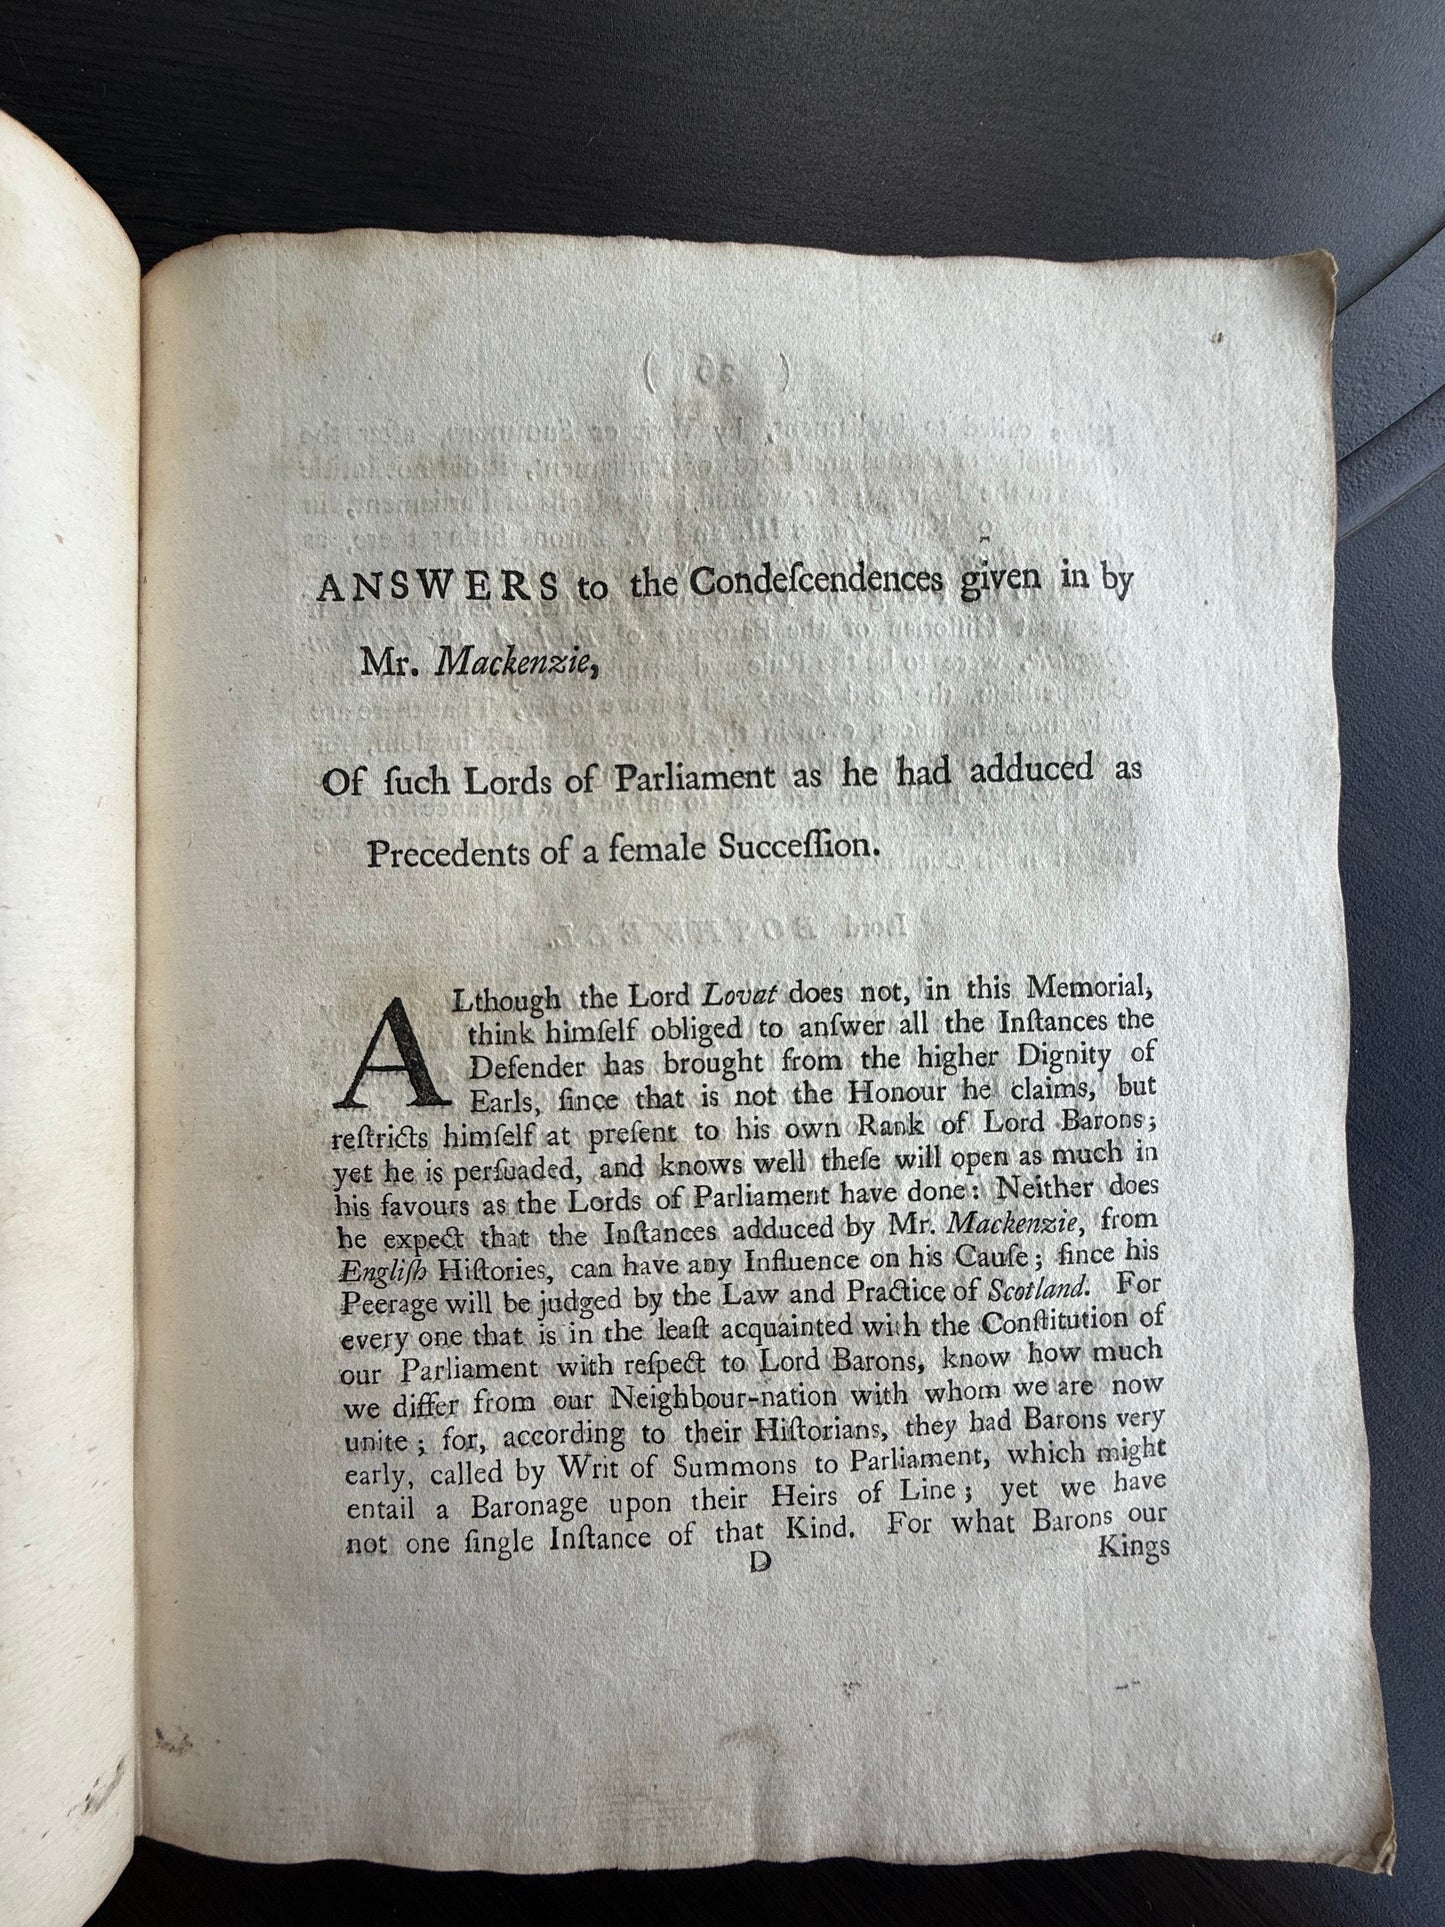 ANSWERS to the Condeſcendences given in by
Mr. Mackenzie,
Of ſuch Lords of Parliament as he had adduced as
Precedents of a female Succeſſion.
ALthough the Lord Lovat does not, in this Memorial,
think himſelf obliged to anſwer all the Inſtances the
Defender has brought from the higher Dignity of
Earls, ſince that is not the Honour he claims, but
reſtricts himſelf at preſent to his own Rank of Lord Barons;
yet he is perſuaded, and knows well theſe will open as much in
his favours as the Lords of Parliament have done: Neither does
he expect that the Inſtances adduced by Mr. Mackenzie, from
Engliſh Hiſtories, can have any Influence on his Cauſe; ſince his
Peerage will be judged by the Law and Practice of Scotland. For
every one that is in the leaſt acquainted with the Conſtitution of
our Parliament with reſpect to Lord Barons, know how much
we differ from our Neighbour-nation with whom we are now
unite; for, according to their Hiſtorians, they had Barons very
early, called by Writ of Summons to Parliament, which might
entail a Baronage upon their Heirs of Line; yet we have
not one ſingle Inſtance of that Kind. For what Barons our
D
Kings